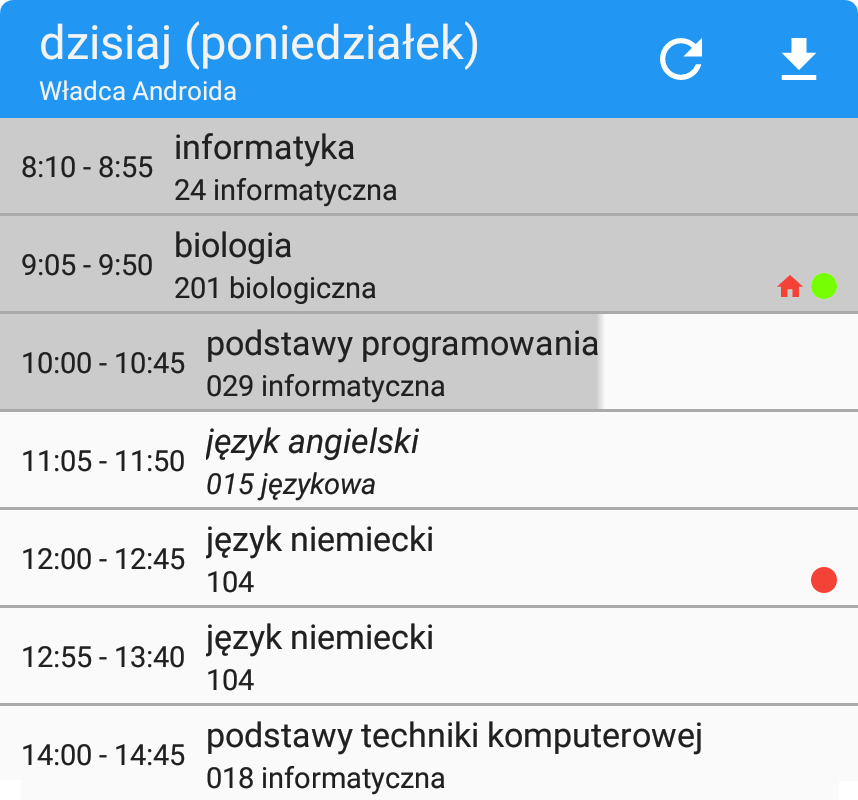 dzisiaj (poniedziałek)
Władca Androida
8:10 - 8:55
informatyka
24 informatyczna
9:05 - 9:50
biologia
201 biologiczna
10:00 - 10:45
podstawy programowania
029 informatyczna
11:05 - 11:50
język angielski
015 językowa
12:00 - 12:45
język niemiecki
104
12:55 - 13:40
język niemiecki
104
14:00 - 14:45
podstawy techniki komputerowej
018 informatyczna